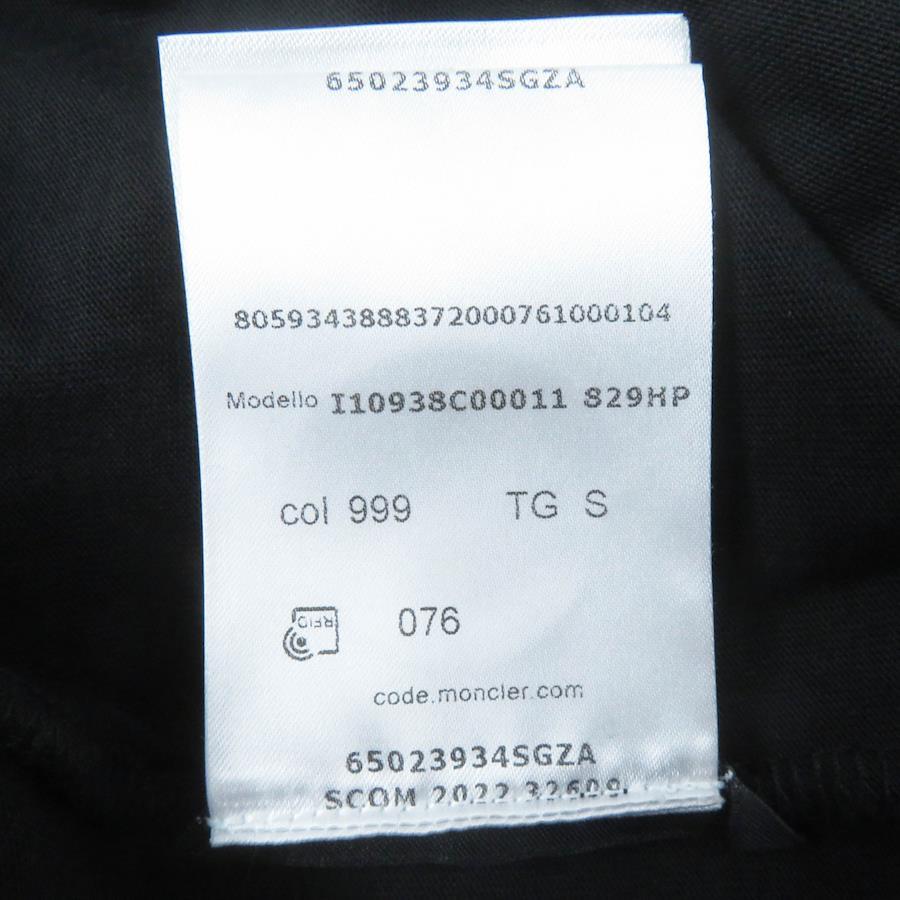 65023934SGZA
8059343888372000761000104
Modello I10938C00011 829HP
col 999 TG S
RFID 076
code.moncler.com
65023934SGZA
SCOM 2022 32609